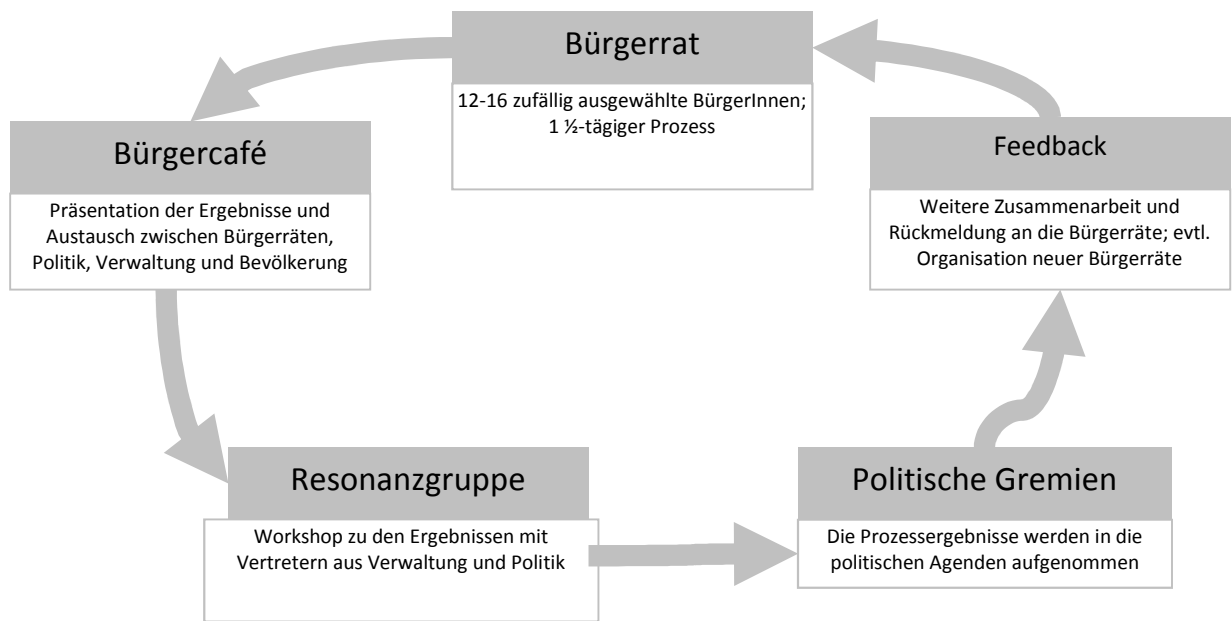 Bürgerrat
12-16 zufällig ausgewählte BürgerInnen;
1 ½-tägiger Prozess
Bürgercafé
Präsentation der Ergebnisse und
Austausch zwischen Bürgerräten,
Politik, Verwaltung und Bevölkerung
Resonanzgruppe
Workshop zu den Ergebnissen mit
Vertretern aus Verwaltung und Politik
Politische Gremien
Die Prozessergebnisse werden in die
politischen Agenden aufgenommen
Feedback
Weitere Zusammenarbeit und
Rückmeldung an die Bürgerräte; evtl.
Organisation neuer Bürgerräte